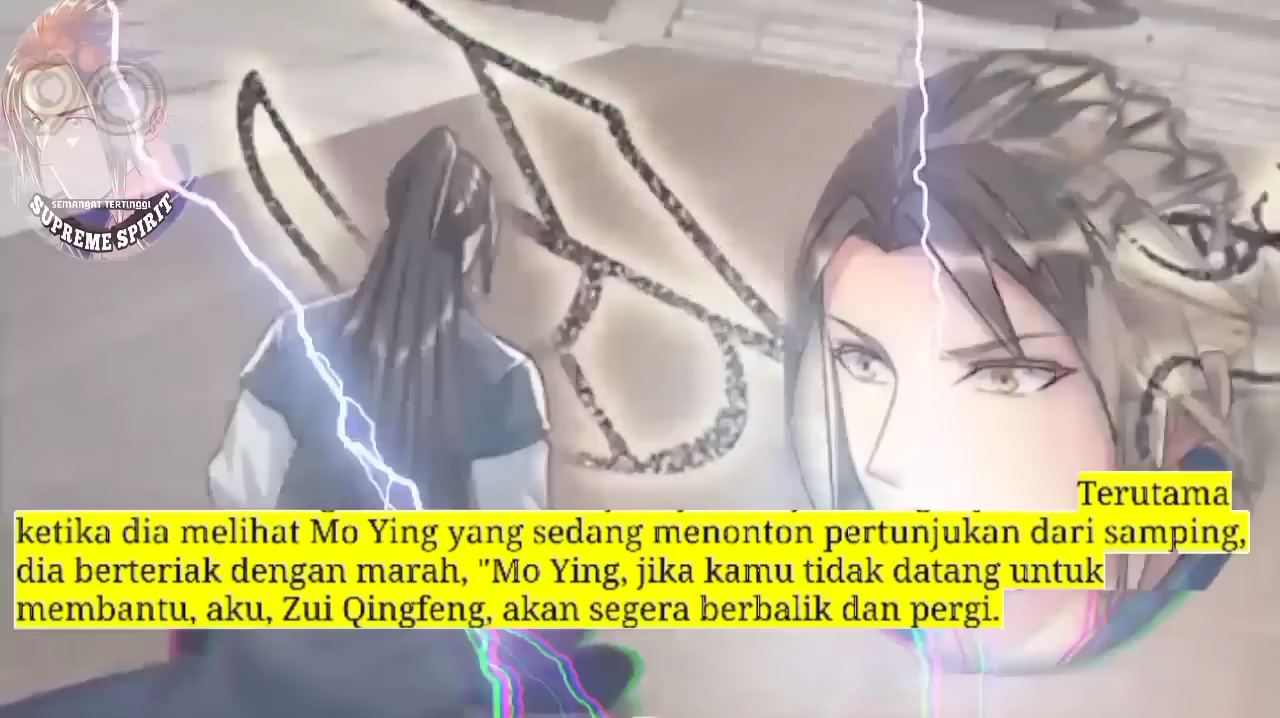 SEMANGAT TERTINGGI
SUPREME SPIRIT
Terutama
ketika dia melihat Mo Ying yang sedang menonton pertunjukan dari samping,
dia berteriak dengan marah, "Mo Ying, jika kamu tidak datang untuk
membantu, aku, Zui Qingfeng, akan segera berbalik dan pergi.